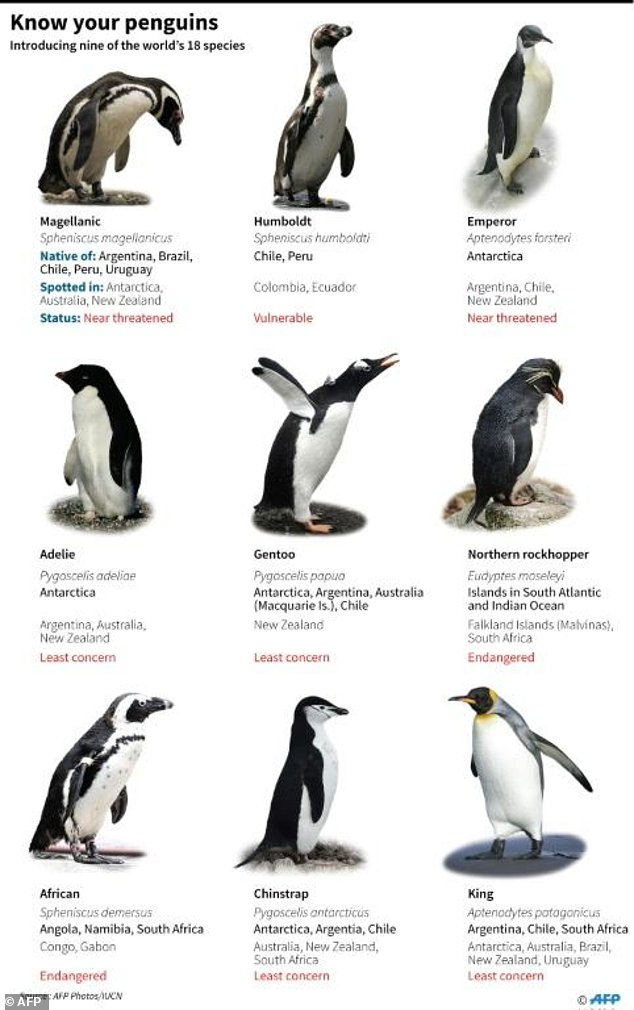 Know your penguins
Introducing nine of the world's 18 species
Magellanic
Spheniscus magellanicus
Native of: Argentina, Brazil,
Chile, Peru, Uruguay
Spotted in: Antarctica,
Australia, New Zealand
Status: Near threatened
Humboldt
Spheniscus humboldti
Chile, Peru
Colombia, Ecuador
Vulnerable
Emperor
Aptenodytes forsteri
Antarctica
Argentina, Chile,
New Zealand
Near threatened
Adelie
Pygoscelis adeliae
Antarctica
Argentina, Australia,
New Zealand
Least concern
Gentoo
Pygoscelis papua
Antarctica, Argentina, Australia
(Macquarie Is.), Chile
New Zealand
Least concern
Northern rockhopper
Eudyptes moseleyi
Islands in South Atlantic
and Indian Ocean
Falkland Islands (Malvinas),
South Africa
Endangered
African
Spheniscus demersus
Angola, Namibia, South Africa
Congo, Gabon
Endangered
Chinstrap
Pygoscelis antarcticus
Antarctica, Argentia, Chile
Australia, New Zealand,
South Africa
Least concern
King
Aptenodytes patagonicus
Argentina, Chile, South Africa
Antarctica, Australia, Brazil,
New Zealand, Uruguay
Least concern
AFP Photos/IUCN
© AFP
© AFP